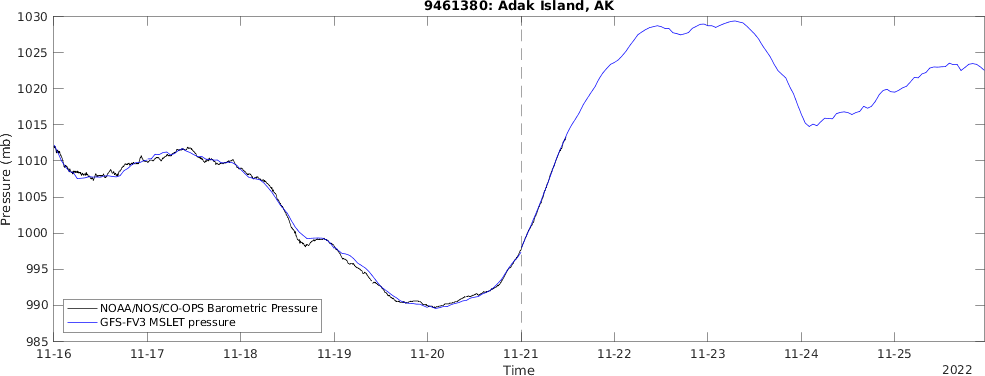 9461380: Adak Island, AK
1030
1025
1020
1015
1010
1005
1000
995
990
985
Pressure (mb)
NOAA/NOS/CO-OPS Barometric Pressure
GFS-FV3 MSLET pressure
11-16 11-17 11-18 11-19 11-20 11-21 11-22 11-23 11-24 11-25
Time
2022